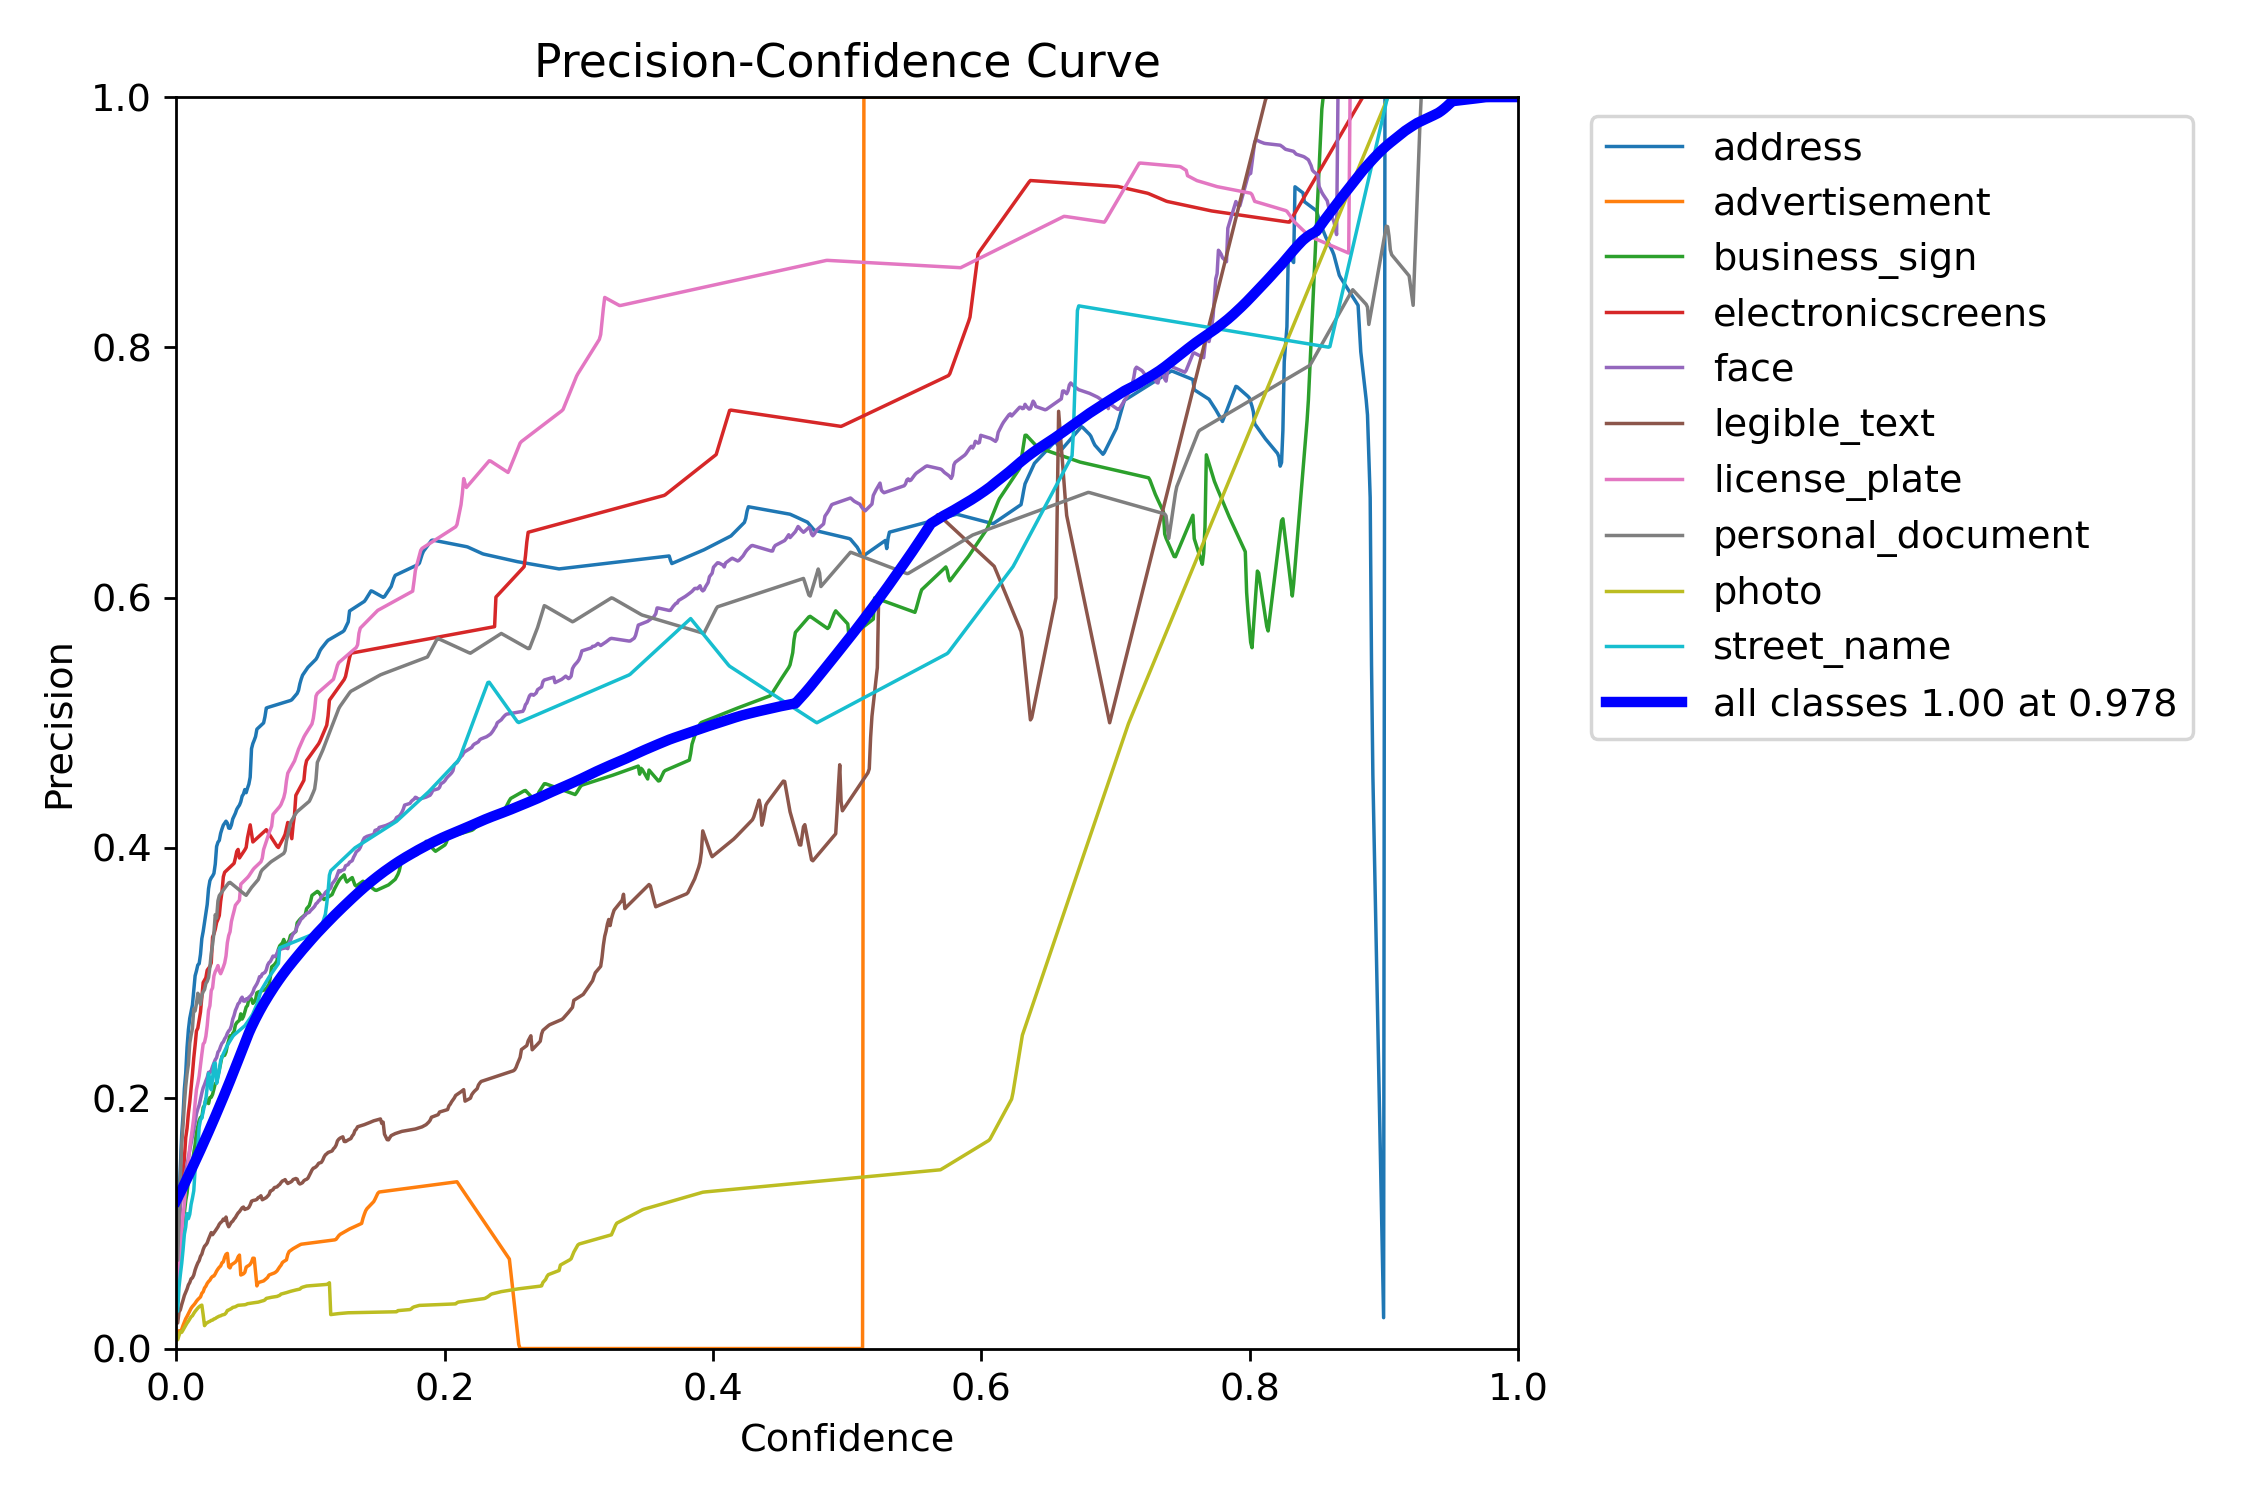 Precision-Confidence Curve
1.0
0.8
0.6
0.4
0.2
0.0
Precision
0.0 0.2 0.4 0.6 0.8 1.0
Confidence
address
advertisement
business_sign
electronicscreens
face
legible_text
license_plate
personal_document
photo
street_name
all classes 1.00 at 0.978